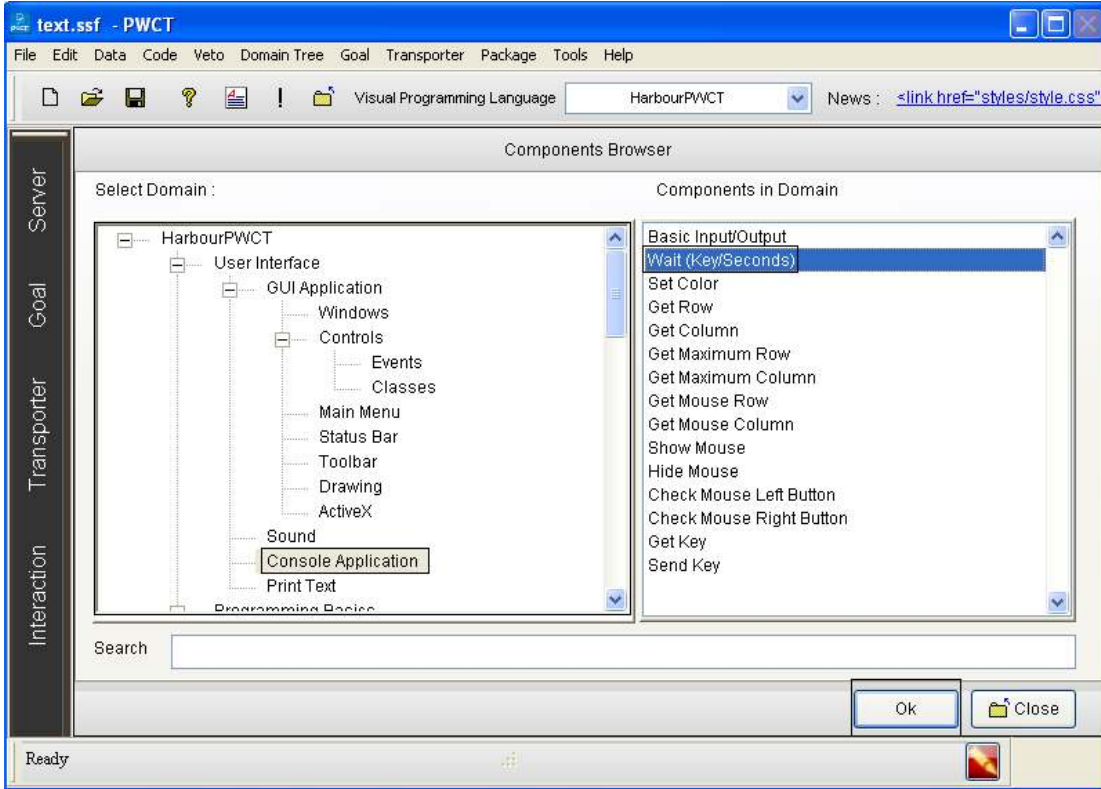 text.ssf - PWCT
File Edit Data Code Veto Domain Tree Goal Transporter Package Tools Help
Visual Programming Language HarbourPWCT News : <link href="styles/style.css"
Components Browser
Server
Goal
Transporter
Interaction
Select Domain :
HarbourPWCT
User Interface
GUI Application
Windows
Controls
Events
Classes
Main Menu
Status Bar
Toolbar
Drawing
ActiveX
Sound
Console Application
Print Text
Programming Basics
Components in Domain
Basic Input/Output
Wait (Key/Seconds)
Set Color
Get Row
Get Column
Get Maximum Row
Get Maximum Column
Get Mouse Row
Get Mouse Column
Show Mouse
Hide Mouse
Check Mouse Left Button
Check Mouse Right Button
Get Key
Send Key
Search
Ok Close
Ready